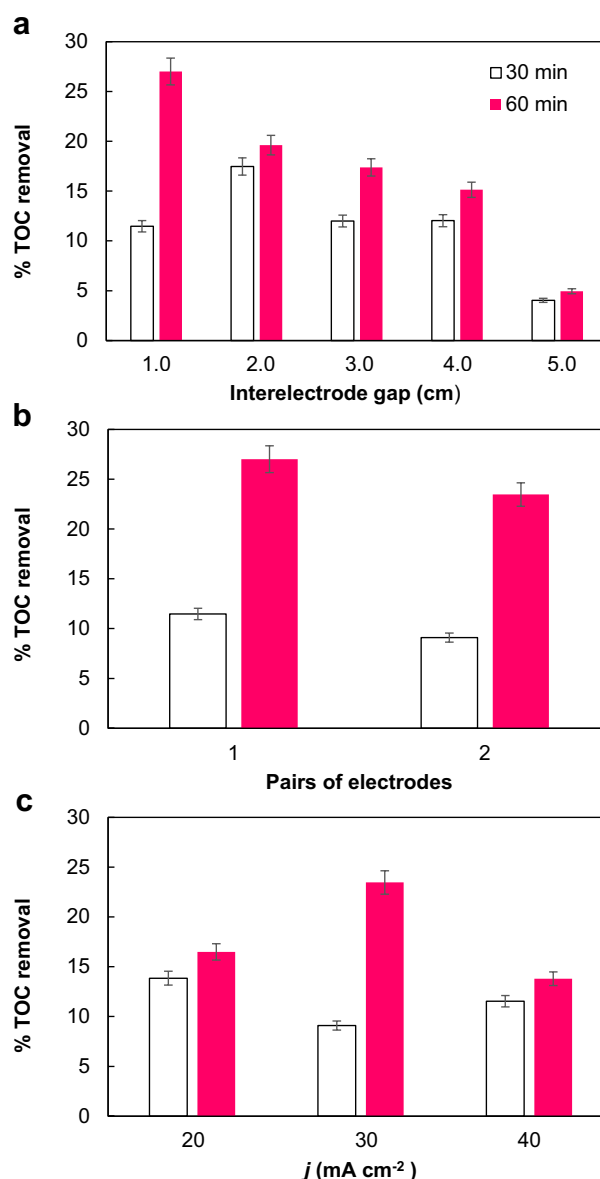 a
30
25
20
15
10
5
0
% TOC removal
30 min
60 min
1.0 2.0 3.0 4.0 5.0
Interelectrode gap (cm)
b
30
25
20
15
10
5
0
% TOC removal
1 2
Pairs of electrodes
c
30
25
20
15
10
5
0
% TOC removal
20 30 40
j (mA cm⁻² )